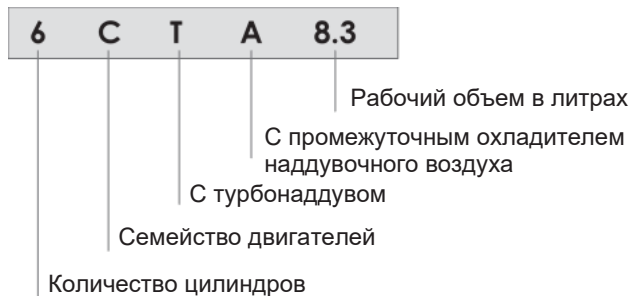 6 C T A 8.3
Рабочий объем в литрах
С промежуточным охладителем
наддувочного воздуха
С турбонаддувом
Семейство двигателей
Количество цилиндров